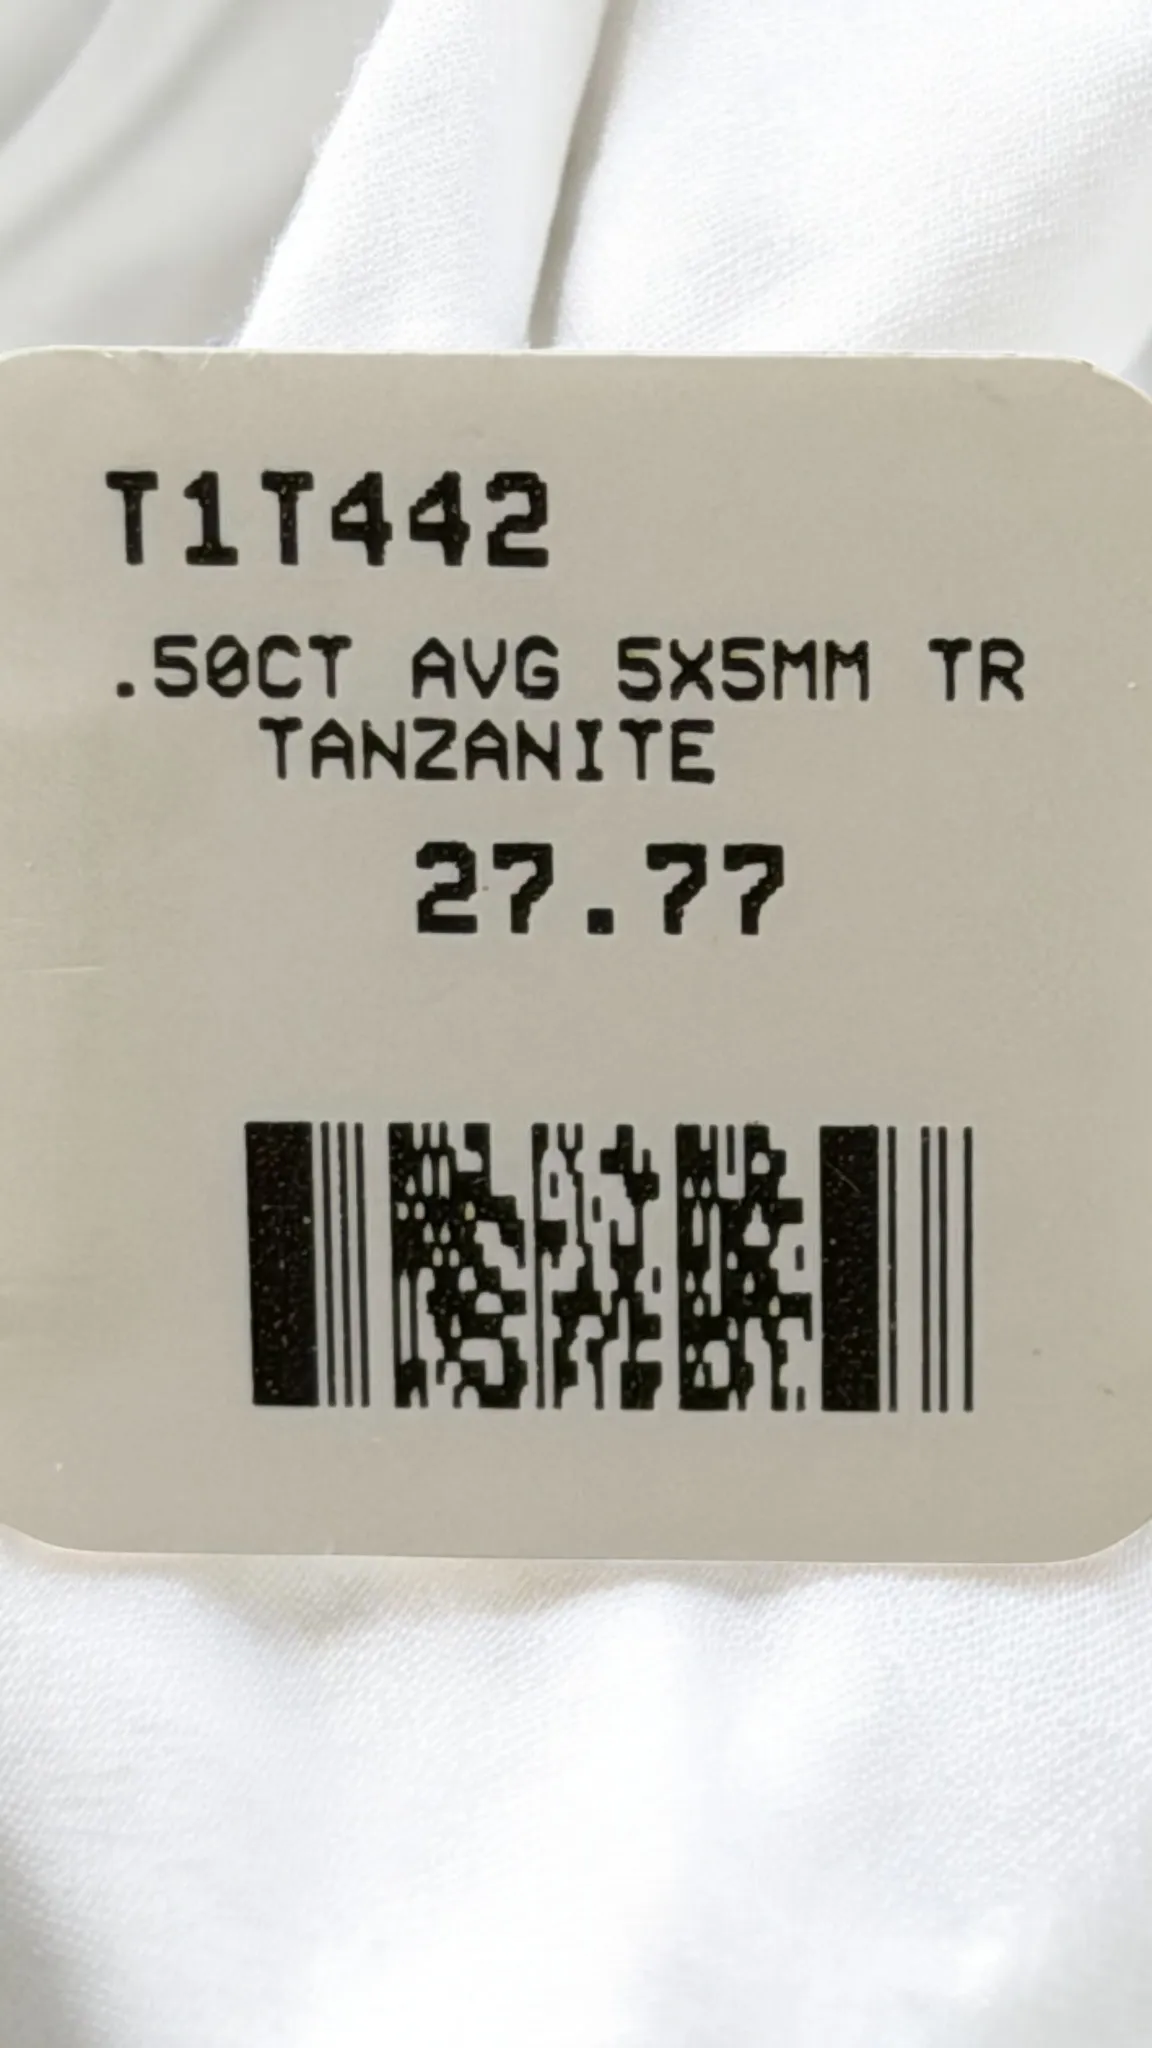 T1T442
.50CT AVG 5X5MM TR
TANZANITE
27.77